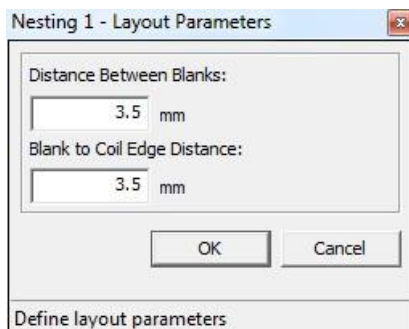 Nesting 1 - Layout Parameters
Distance Between Blanks:
3.5 mm
Blank to Coil Edge Distance:
3.5 mm
OK Cancel
Define layout parameters